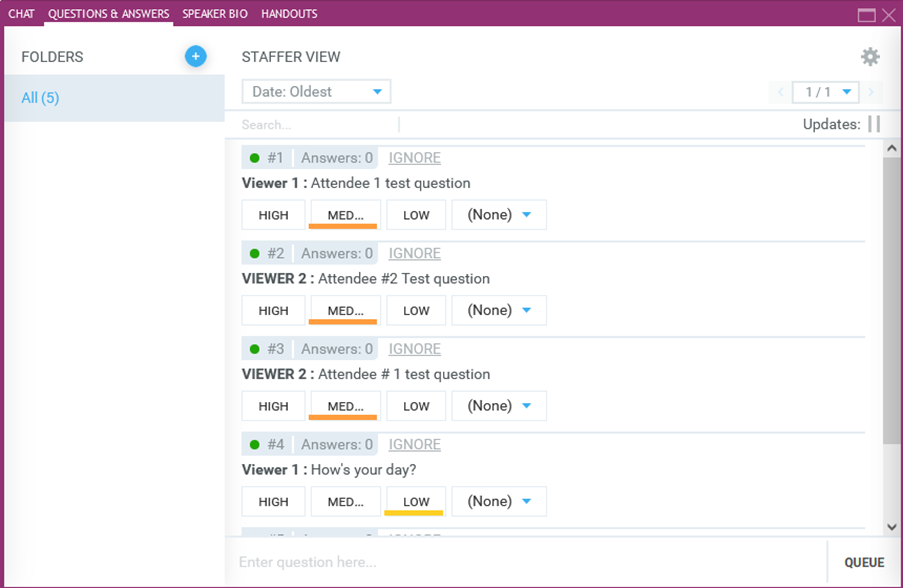 CHAT QUESTIONS & ANSWERS SPEAKER BIO HANDOUTS
FOLDERS
+
All (5)
STAFFER VIEW
Date: Oldest
1 / 1
Search...
Updates:
#1 Answers: 0 IGNORE
Viewer 1 : Attendee 1 test question
HIGH MED... LOW (None)
#2 Answers: 0 IGNORE
VIEWER 2 : Attendee #2 Test question
HIGH MED... LOW (None)
#3 Answers: 0 IGNORE
VIEWER 2 : Attendee # 1 test question
HIGH MED... LOW (None)
#4 Answers: 0 IGNORE
Viewer 1 : How's your day?
HIGH MED... LOW (None)
Enter question here... QUEUE